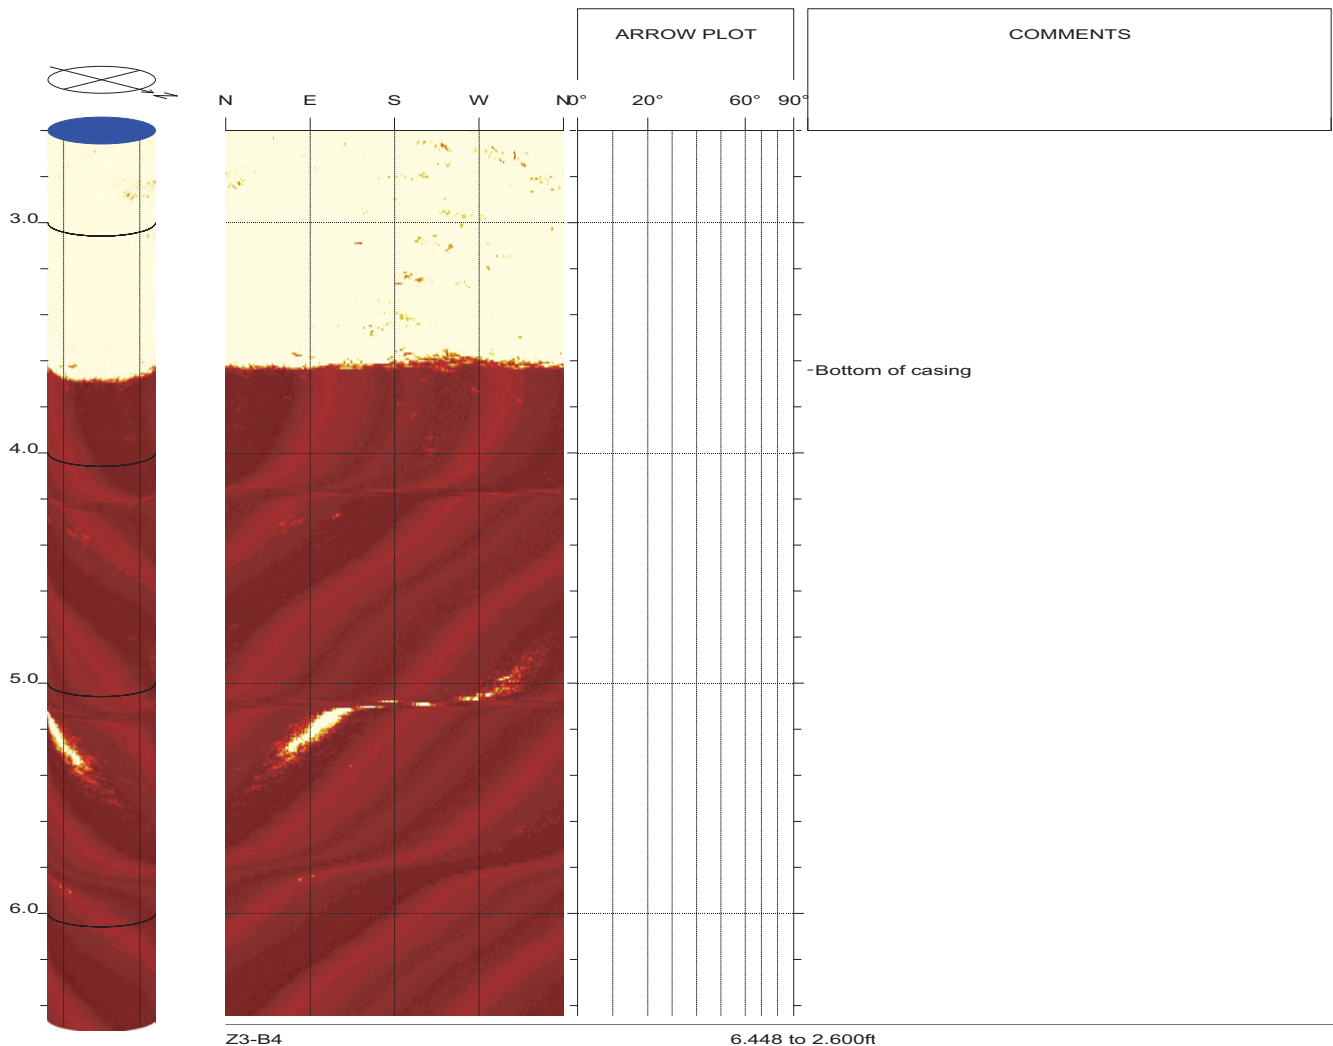 ARROW PLOT
COMMENTS
N
N E S W N 0° 20° 60° 90°
3.0
-Bottom of casing
4.0
5.0
6.0
Z3-B4 6.448 to 2.600ft